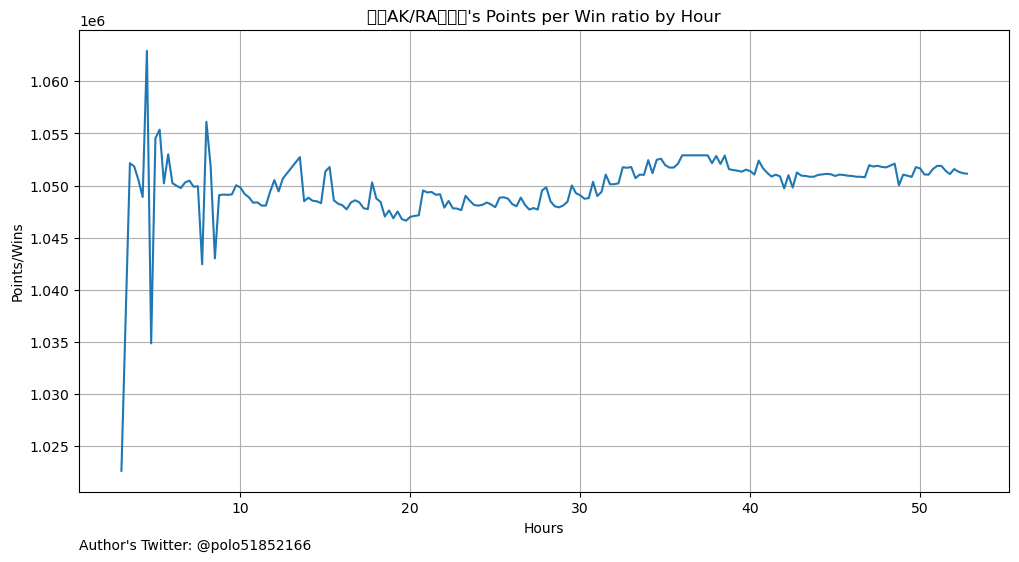 AK/RA's Points per Win ratio by Hour
1e6
1.060
1.055
1.050
1.045
1.040
1.035
1.030
1.025
Points/Wins
10 20 30 40 50
Hours
Author's Twitter: @polo51852166